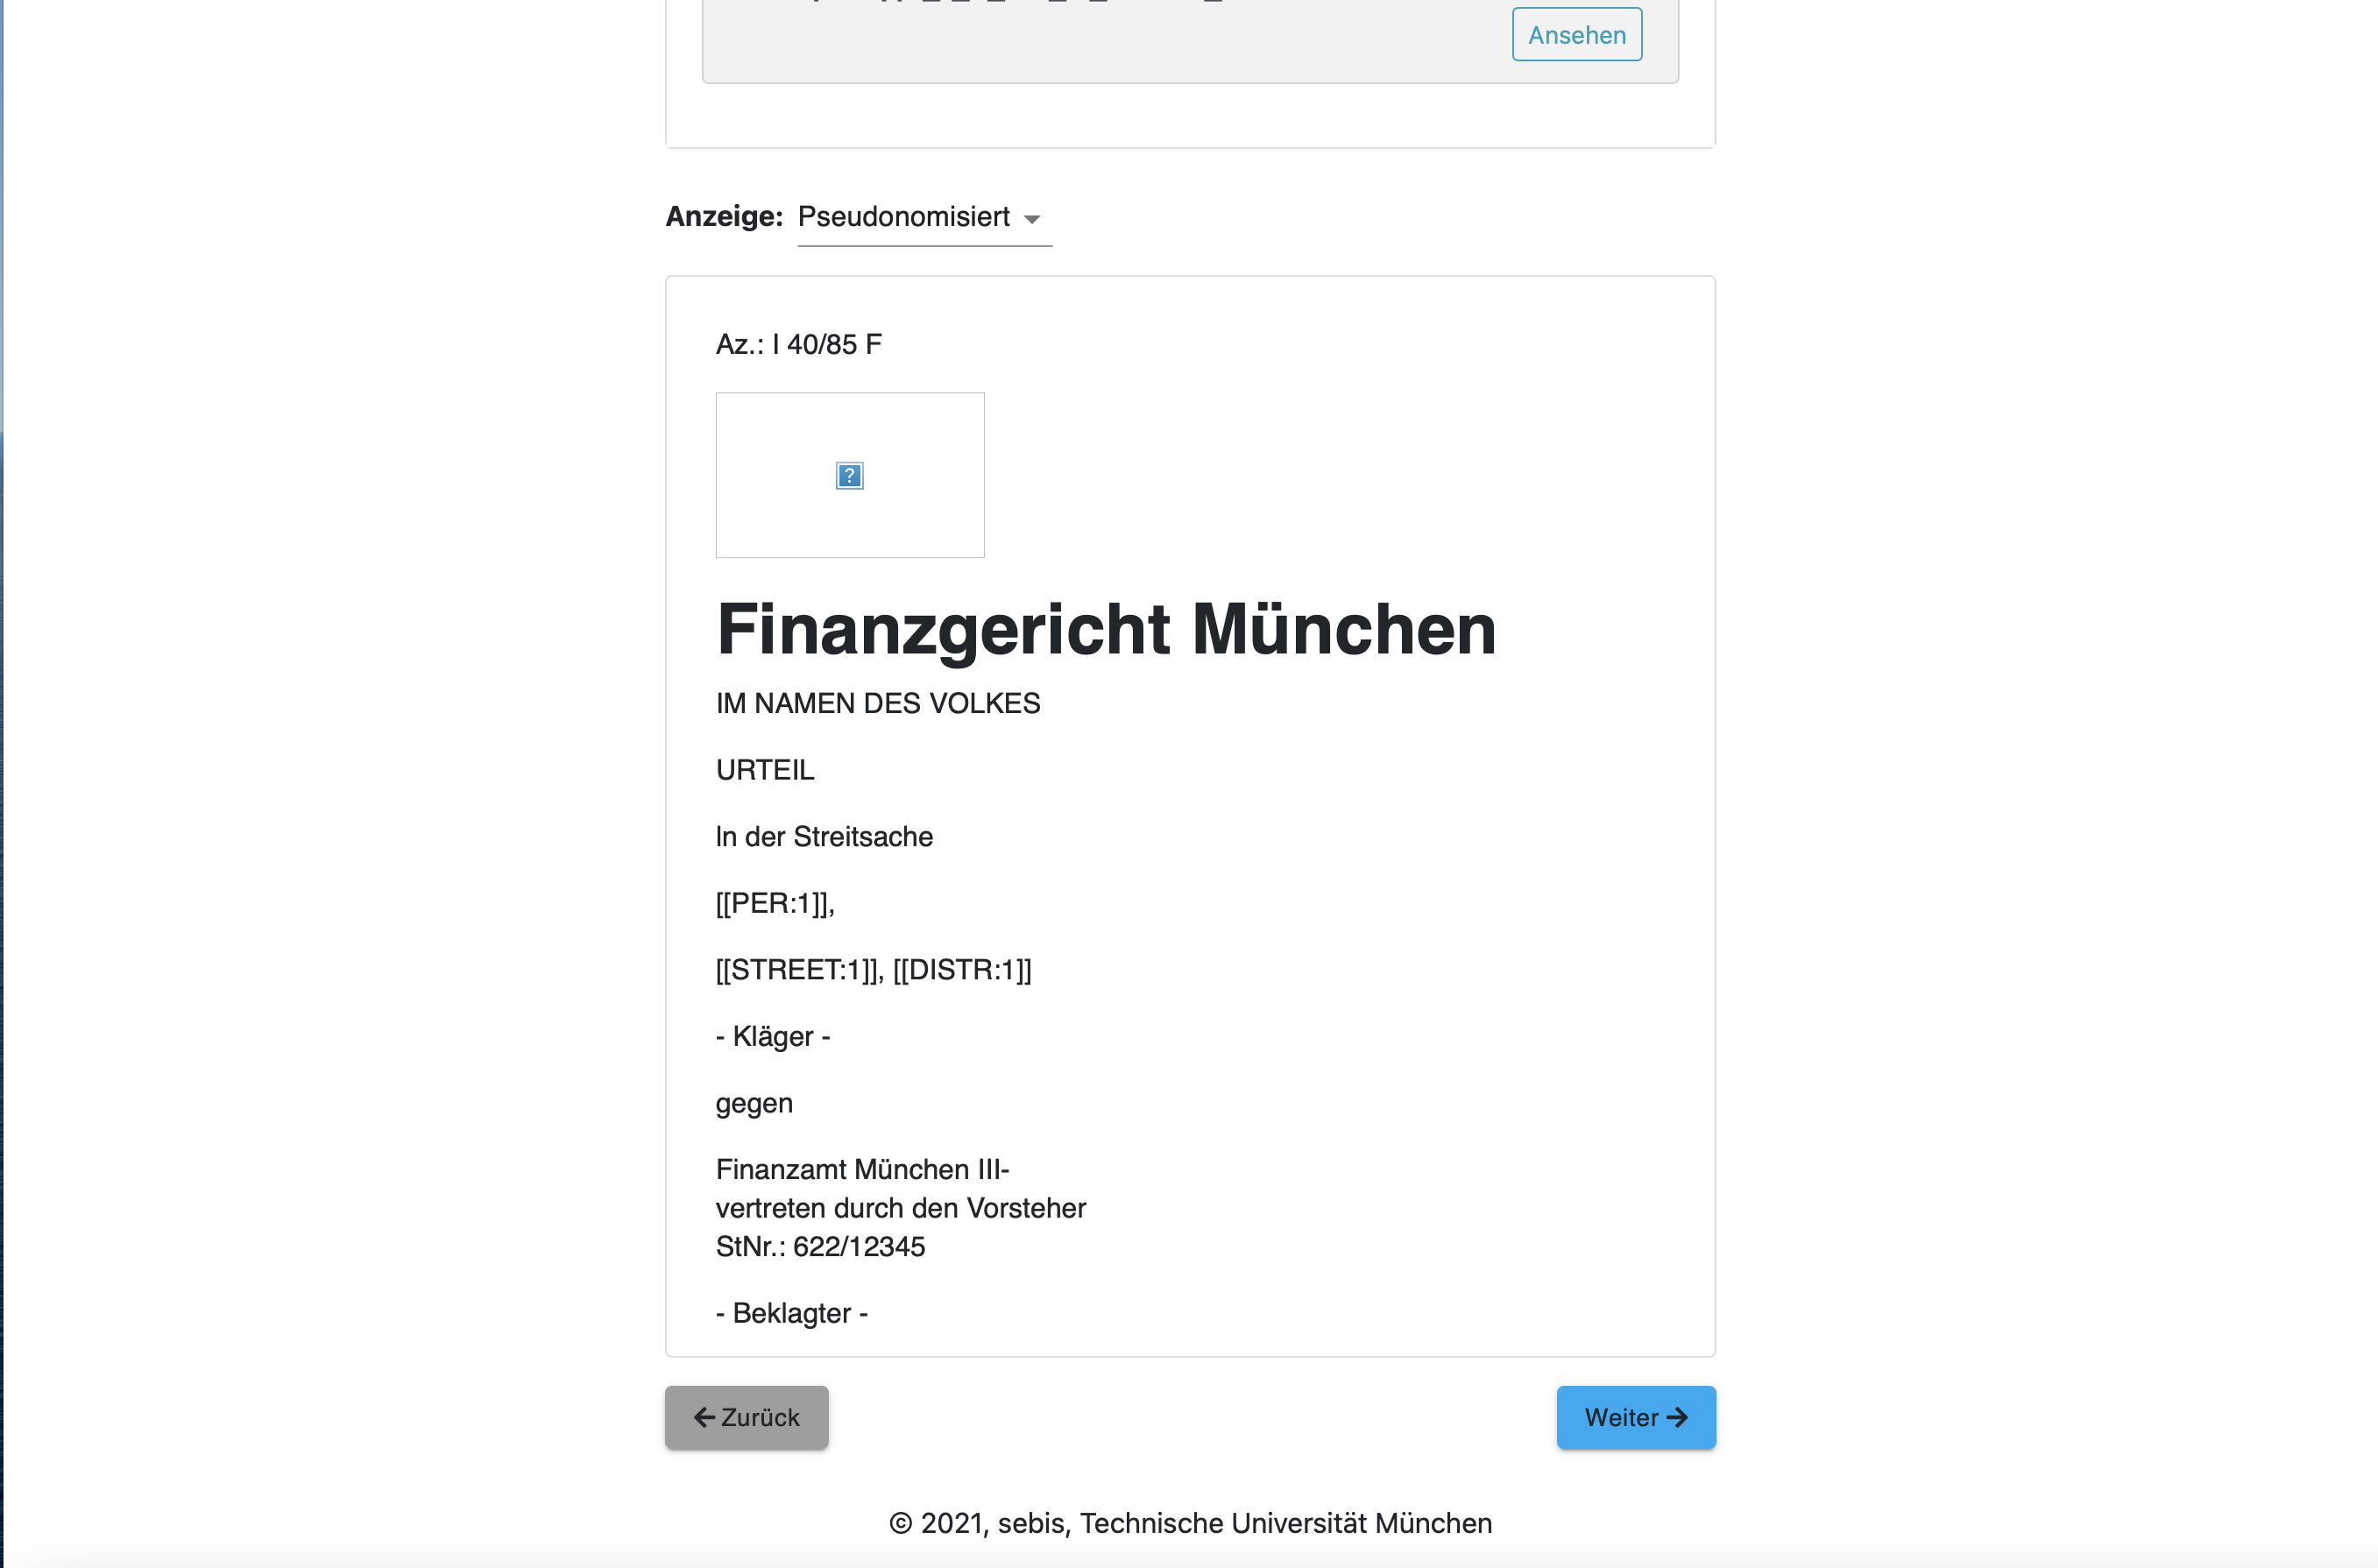 Ansehen
Anzeige: Pseudonomisiert
Az.: I 40/85 F
?
Finanzgericht München
IM NAMEN DES VOLKES
URTEIL
In der Streitsache
[[PER:1]],
[[STREET:1]], [[DISTR:1]]
- Kläger -
gegen
Finanzamt München III-
vertreten durch den Vorsteher
StNr.: 622/12345
- Beklagter -
Zurück
Weiter
© 2021, sebis, Technische Universität München